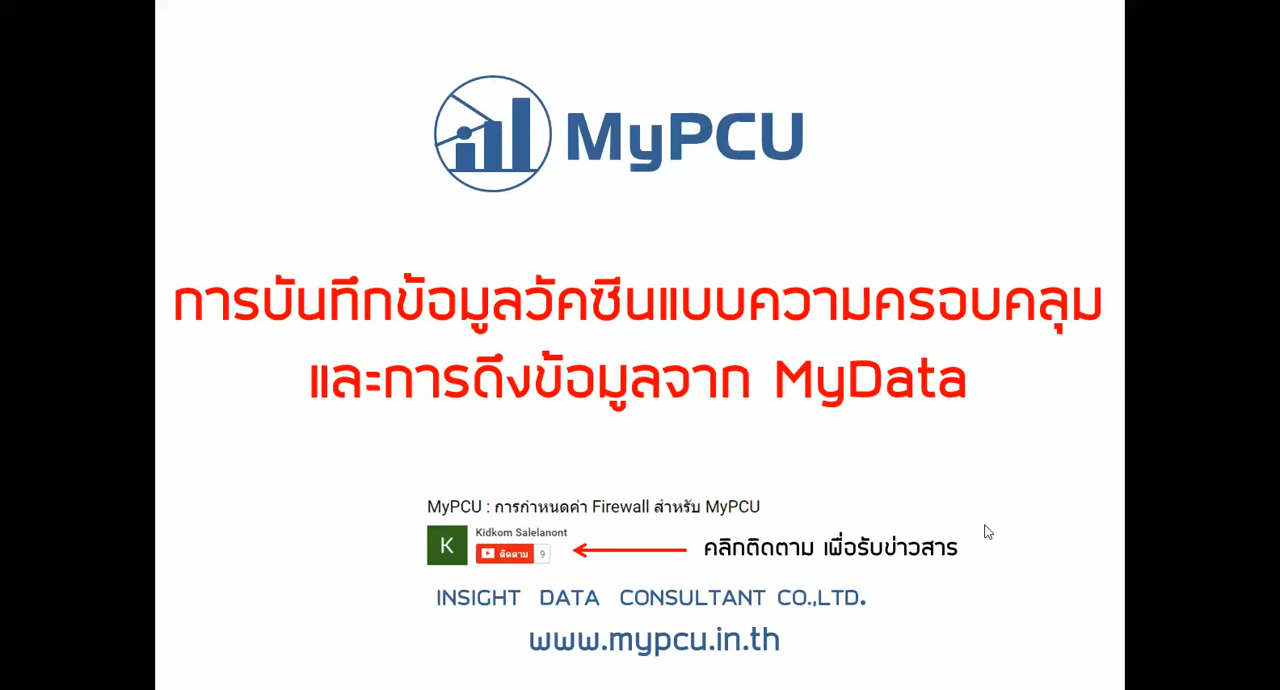 MyPCU
การบันทึกข้อมูลวัคซีนแบบความครอบคลุม
และการดึงข้อมูลจาก MyData
MyPCU : การกำหนดค่า Firewall สำหรับ MyPCU
K
Kidkom Salelanont
ติดตาม 9
คลิกติดตาม เพื่อรับข่าวสาร
INSIGHT DATA CONSULTANT CO.,LTD.
www.mypcu.in.th